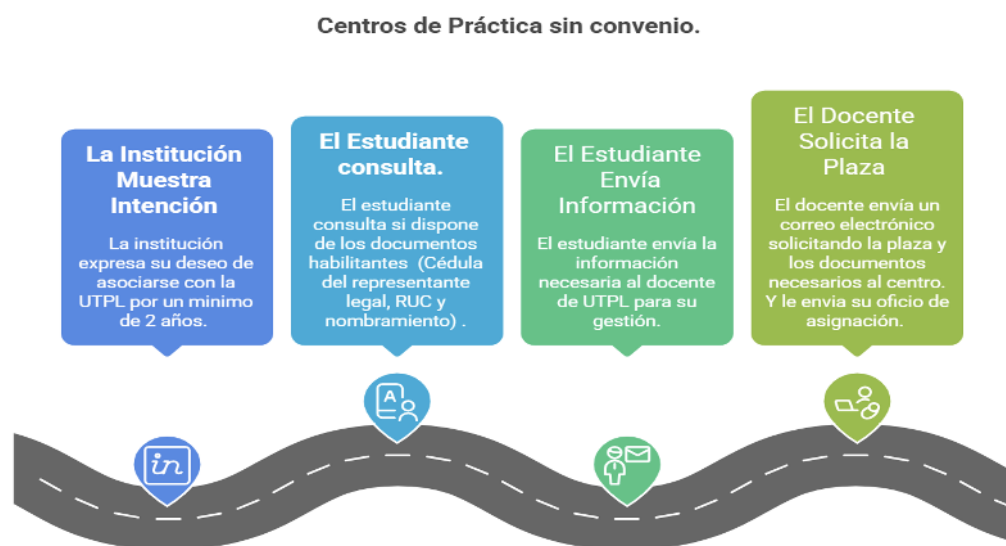 Centros de Práctica sin convenio.
La Institución
Muestra
Intención
La institución
expresa su deseo de
asociarse con la
UTPL por un minimo
de 2 años.
El Estudiante
consulta.
El estudiante
consulta si dispone
de los documentos
habilitantes (Cédula
del representante
legal, RUC y
nombramiento) .
El Estudiante
Envía
Información
El estudiante envía la
información
necesaria al docente
de UTPL para su
gestión.
El Docente
Solicita la
Plaza
El docente envía un
correo electrónico
solicitando la plaza y
los documentos
necesarios al centro.
Y le envia su oficio de
asignación.
in
A